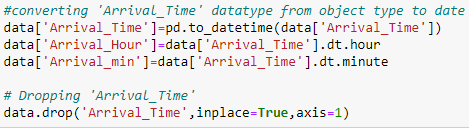 #converting 'Arrival_Time' datatype from object type to date
data['Arrival_Time']=pd.to_datetime(data['Arrival_Time'])
data['Arrival_Hour']=data['Arrival_Time'].dt.hour
data['Arrival_min']=data['Arrival_Time'].dt.minute
# Dropping 'Arrival_Time'
data.drop('Arrival_Time',inplace=True,axis=1)